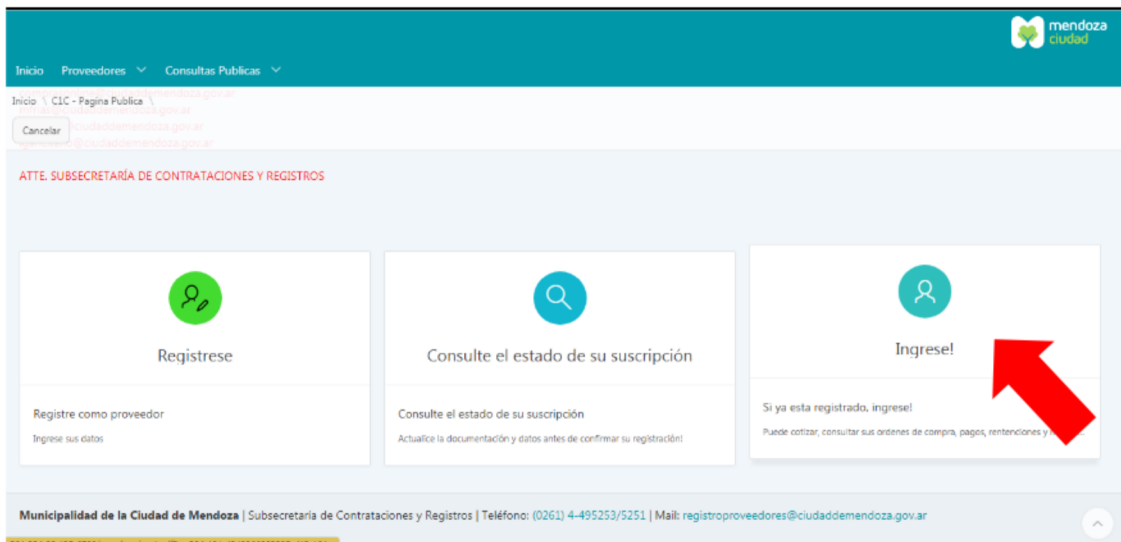 mendoza
ciudad
Inicio Proveedores Consultas Publicas
Inicio \ C1C - Pagina Publica \
Cancelar
ATTE. SUBSECRETARÍA DE CONTRATACIONES Y REGISTROS
Registrese
Consulte el estado de su suscripción
Ingrese!
Registre como proveedor
Ingrese sus datos
Consulte el estado de su suscripción
Actualice la documentación y datos antes de confirmar su registración!
Si ya esta registrado, ingrese!
Puede cotizar, consultar sus ordenes de compra, pagos, rentenciones y
Municipalidad de la Ciudad de Mendoza | Subsecretaria de Contrataciones y Registros | Teléfono: (0261) 4-495253/5251 | Mail: registroproveedores@ciudaddemendoza.gov.ar